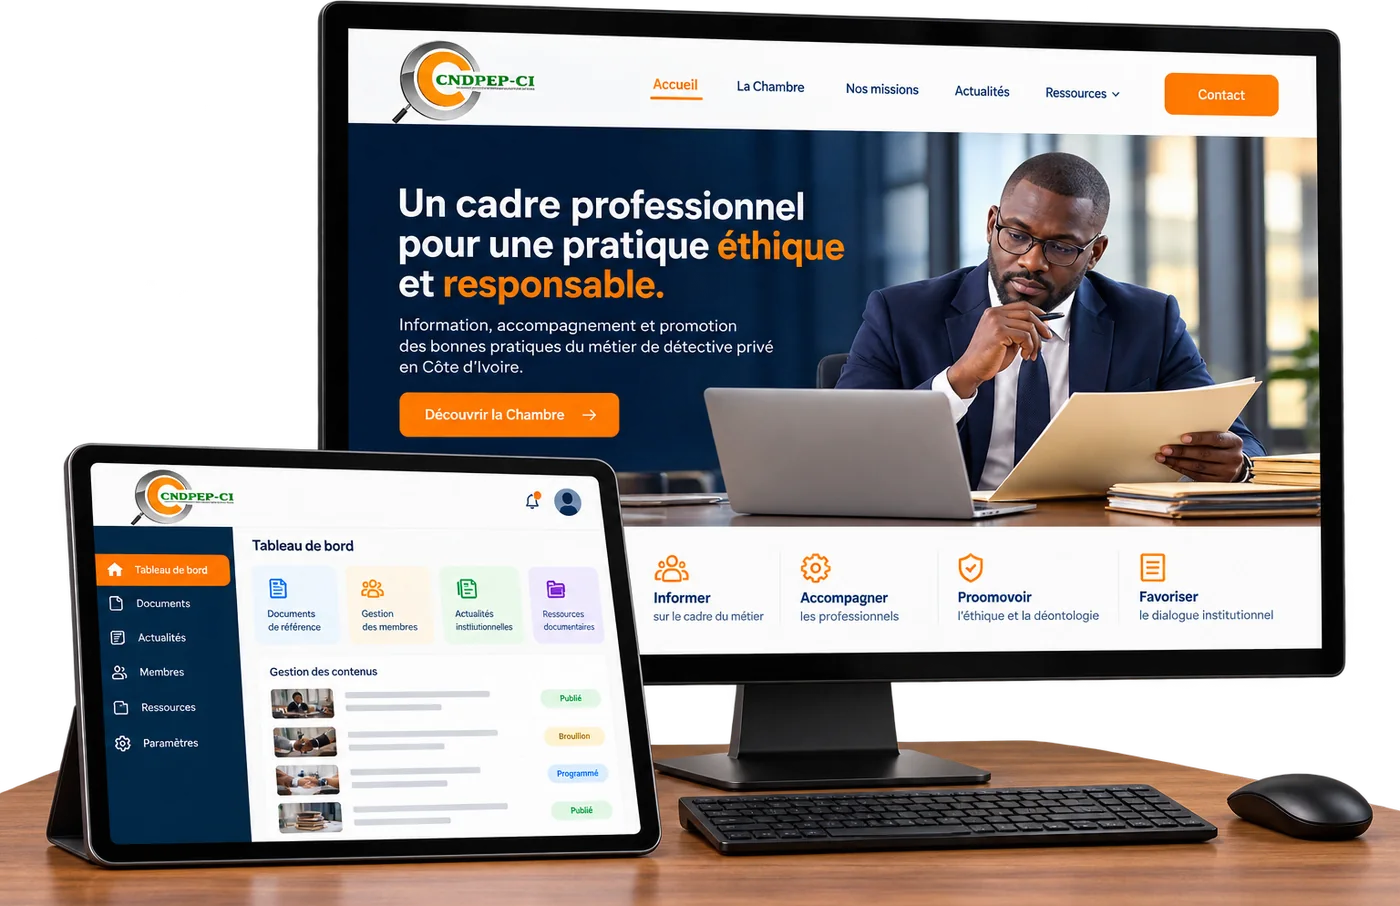 CNDPEP-CI
Accueil
La Chambre
Nos missions
Actualités
Ressources
Contact
Un cadre professionnel
pour une pratique éthique
et responsable.
Information, accompagnement et promotion
des bonnes pratiques du métier de détective privé
en Côte d'Ivoire.
Découvrir la Chambre →
Informer
sur le cadre du métier
Accompagner
les professionnels
Proomovoir
l'éthique et la déontologie
Favoriser
le dialogue institutionnel
CNDPEP-CI
Tableau de bord
Documents
Actualités
Membres
Ressources
Paramètres
Tableau de bord
Documents
de référence
Gestion
des membres
Actualités
institiutionnelles
Ressources
documentaires
Gestion des contenus
Publié
Brouillon
Programmé
Publié